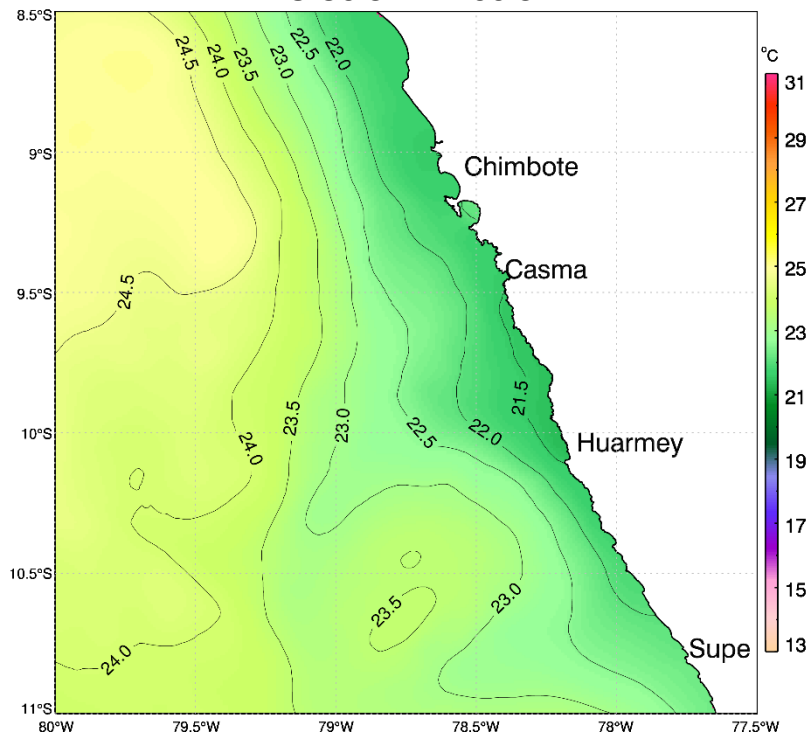 8.5°S
9°S
9.5°S
10°S
10.5°S
11°S
80°W
79.5°W
79°W
78.5°W
78°W
77.5°W
24.5
24.0
23.5
23.0
22.5
22.0
24.5
24.0
23.5
23.0
22.5
22.0
21.5
24.0
23.5
23.0
Chimbote
Casma
Huarmey
Supe
°C
31
29
27
25
23
21
19
17
15
13